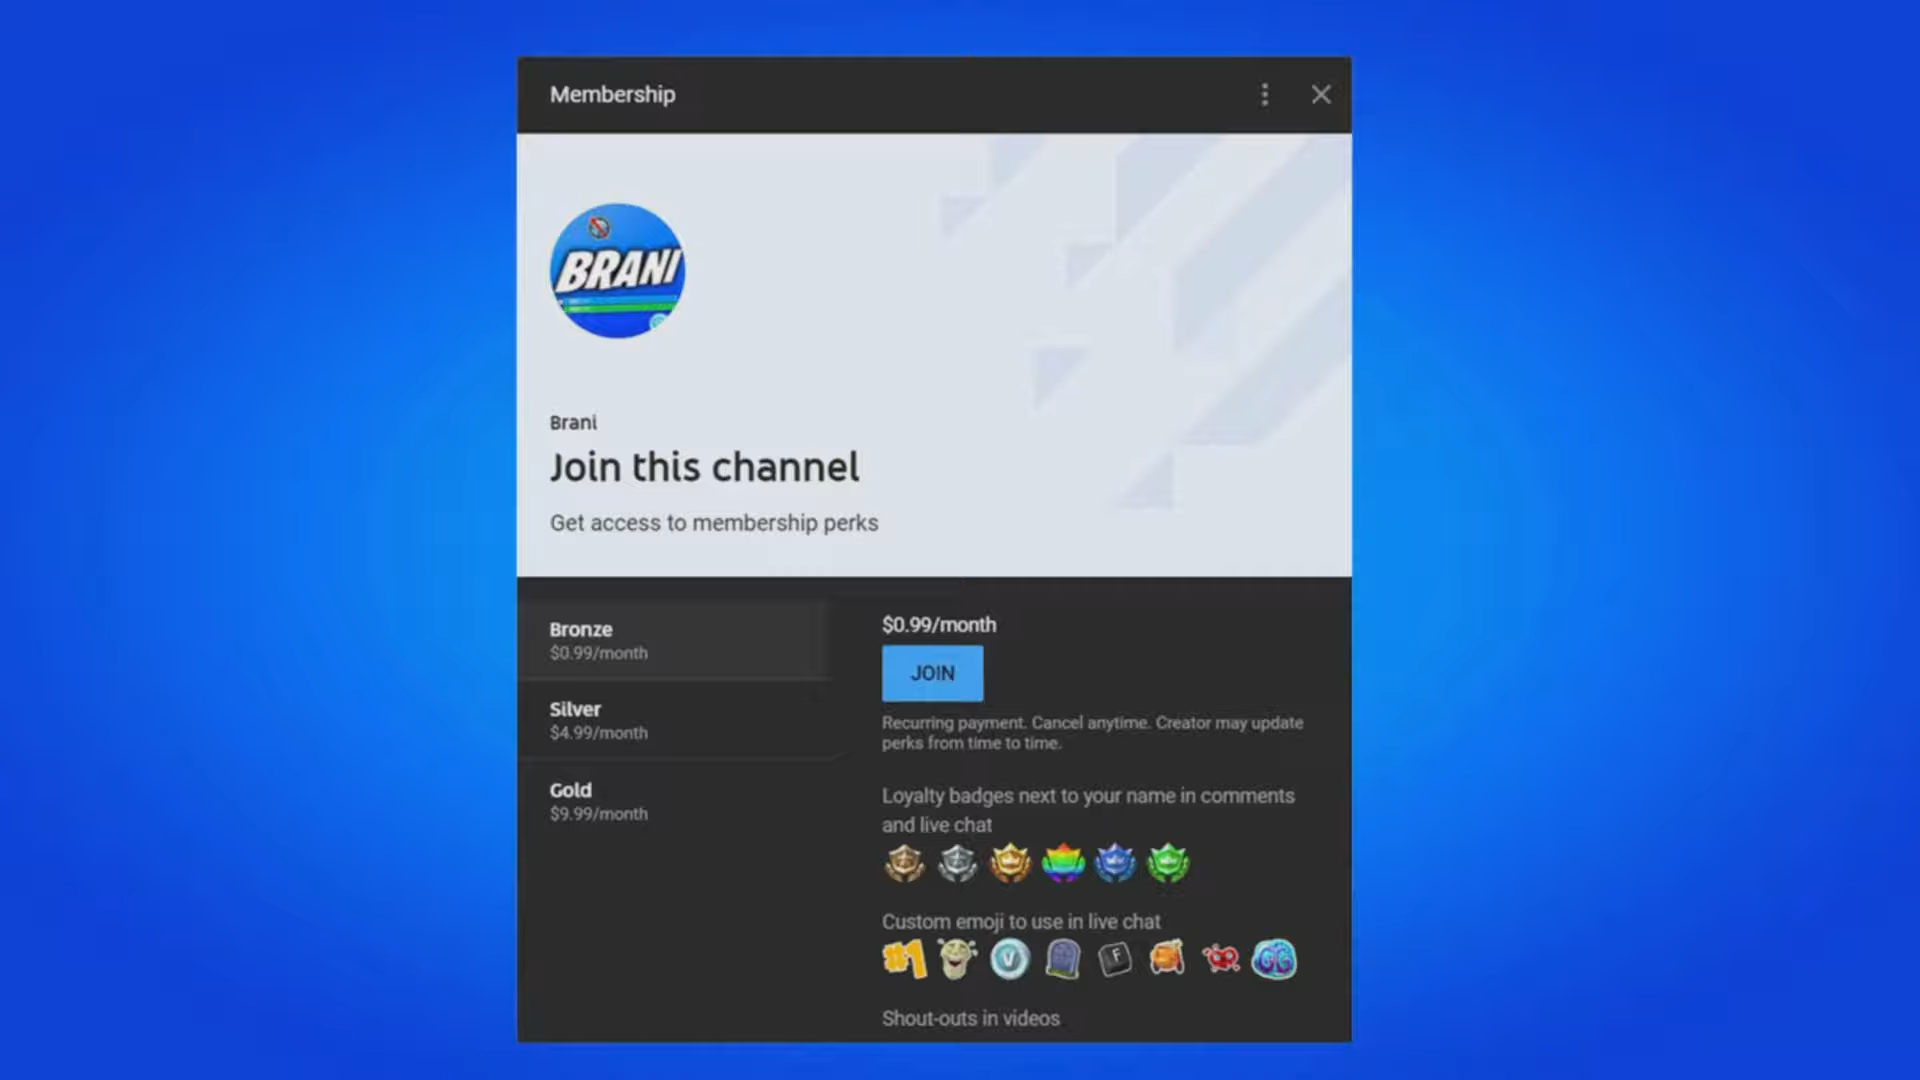 Membership
BRANI
Brani
Join this channel
Get access to membership perks
Bronze
$0.99/month
Silver
$4.99/month
Gold
$9.99/month
$0.99/month
JOIN
Recurring payment. Cancel anytime. Creator may update
perks from time to time.
Loyalty badges next to your name in comments
and live chat
Custom emoji to use in live chat
#1 V F GG
Shout-outs in videos